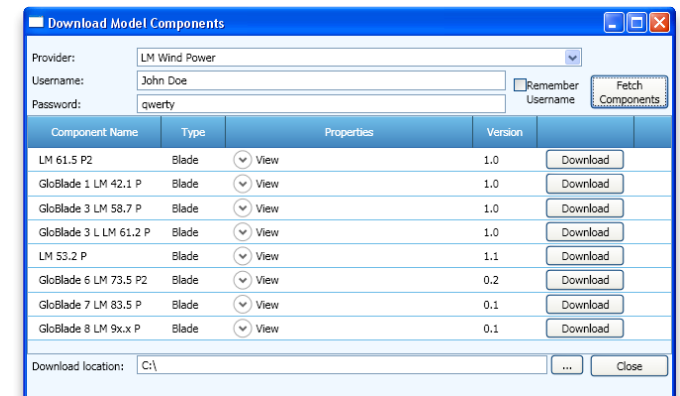 Download Model Components
Provider: LM Wind Power
Username: John Doe
Remember Username
Fetch Components
Password: qwerty
Component Name Type Properties Version
LM 61.5 P2 Blade View 1.0 Download
GloBlade 1 LM 42.1 P Blade View 1.0 Download
GloBlade 3 LM 58.7 P Blade View 1.0 Download
GloBlade 3 L LM 61.2 P Blade View 1.0 Download
LM 53.2 P Blade View 1.1 Download
GloBlade 6 LM 73.5 P2 Blade View 0.2 Download
GloBlade 7 LM 83.5 P Blade View 0.1 Download
GloBlade 8 LM 9x.x P Blade View 0.1 Download
Download location: C:\ ... Close